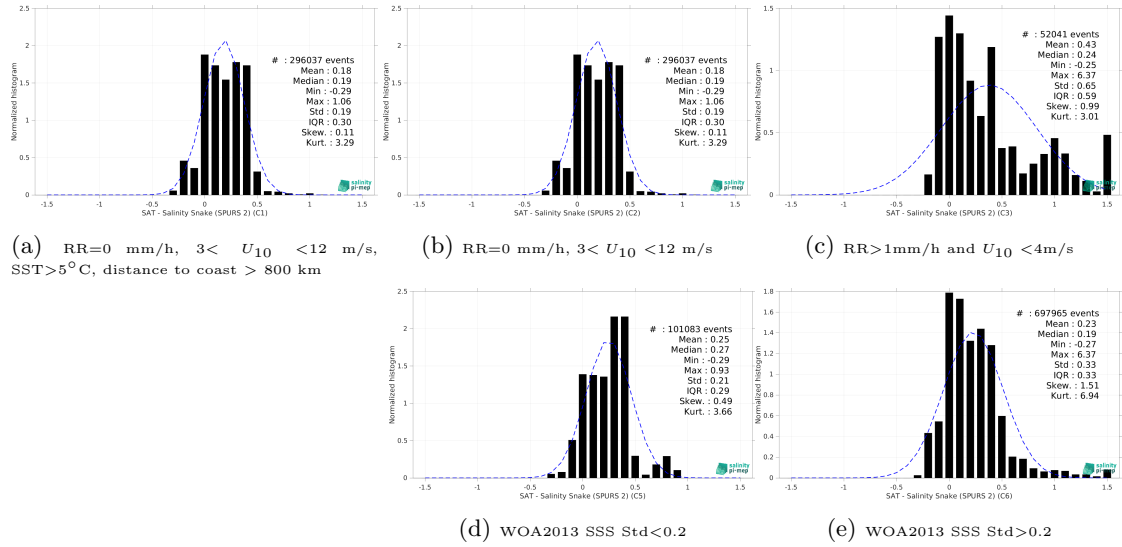 2.5
2
1.5
1
0.5
0
Normalized histogram
# : 296037 events
Mean : 0.18
Median : 0.19
Min : -0.29
Max : 1.06
Std : 0.19
IQR : 0.30
Skew. : 0.11
Kurt. : 3.29
salinity
pi-mep
-1.5 -1 -0.5 0 0.5 1 1.5
SAT - Salinity Snake (SPURS 2) (C1)
(a) RR=0 mm/h, 3< U10 <12 m/s,
SST>5°C, distance to coast > 800 km
2.5
2
1.5
1
0.5
0
Normalized histogram
# : 296037 events
Mean : 0.18
Median : 0.19
Min : -0.29
Max : 1.06
Std : 0.19
IQR : 0.30
Skew. : 0.11
Kurt. : 3.29
salinity
pi-mep
-1.5 -1 -0.5 0 0.5 1 1.5
SAT - Salinity Snake (SPURS 2) (C2)
(b) RR=0 mm/h, 3< U10 <12 m/s
1.5
1
0.5
0
Normalized histogram
# : 52041 events
Mean : 0.43
Median : 0.24
Min : -0.25
Max : 6.37
Std : 0.65
IQR : 0.59
Skew. : 0.99
Kurt. : 3.01
salinity
pi-mep
-1.5 -1 -0.5 0 0.5 1 1.5
SAT - Salinity Snake (SPURS 2) (C3)
(c) RR>1mm/h and U10 <4m/s
2.5
2
1.5
1
0.5
0
Normalized histogram
# : 101083 events
Mean : 0.25
Median : 0.27
Min : -0.29
Max : 0.93
Std : 0.21
IQR : 0.29
Skew. : 0.49
Kurt. : 3.66
salinity
pi-mep
-1.5 -1 -0.5 0 0.5 1 1.5
SAT - Salinity Snake (SPURS 2) (C5)
(d) WOA2013 SSS Std<0.2
1.8
1.6
1.4
1.2
1
0.8
0.6
0.4
0.2
0
Normalized histogram
# : 697965 events
Mean : 0.23
Median : 0.19
Min : -0.27
Max : 6.37
Std : 0.33
IQR : 0.33
Skew. : 1.51
Kurt. : 6.94
salinity
pi-mep
-1.5 -1 -0.5 0 0.5 1 1.5
SAT - Salinity Snake (SPURS 2) (C6)
(e) WOA2013 SSS Std>0.2